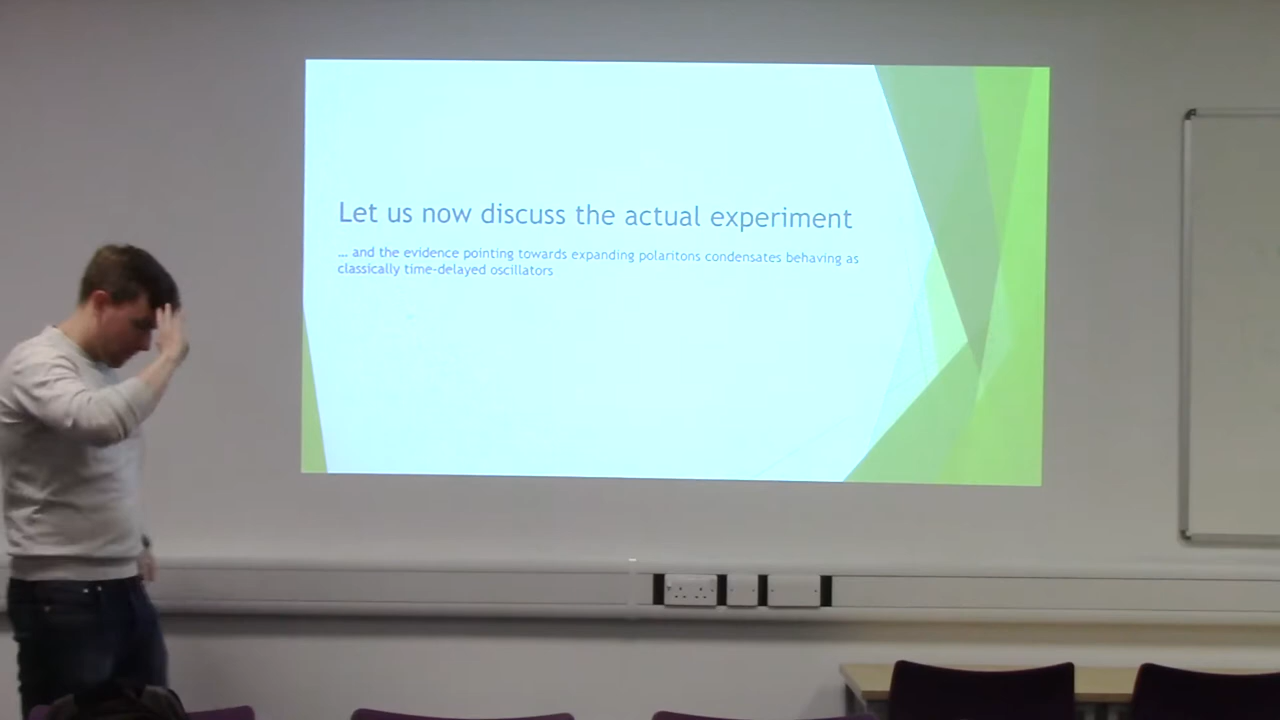 Let us now discuss the actual experiment
... and the evidence pointing towards expanding polaritons condensates behaving as
classically time-delayed oscillators